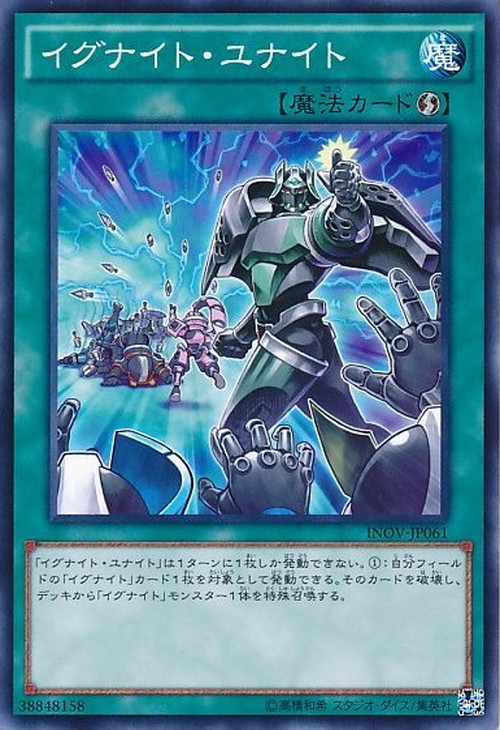 イグナイト・ユナイト
魔
【魔法カード】
INOV-JP061
「イグナイト・ユナイト」は1ターンに1枚しか発動できない。①:自分フィール
ドの「イグナイト」カード1枚を対象として発動できる。そのカードを破壊し、
デッキから「イグナイト」モンスター1体を特殊召喚する。
38848158
©高橋和希 スタジオ・ダイス/集英社